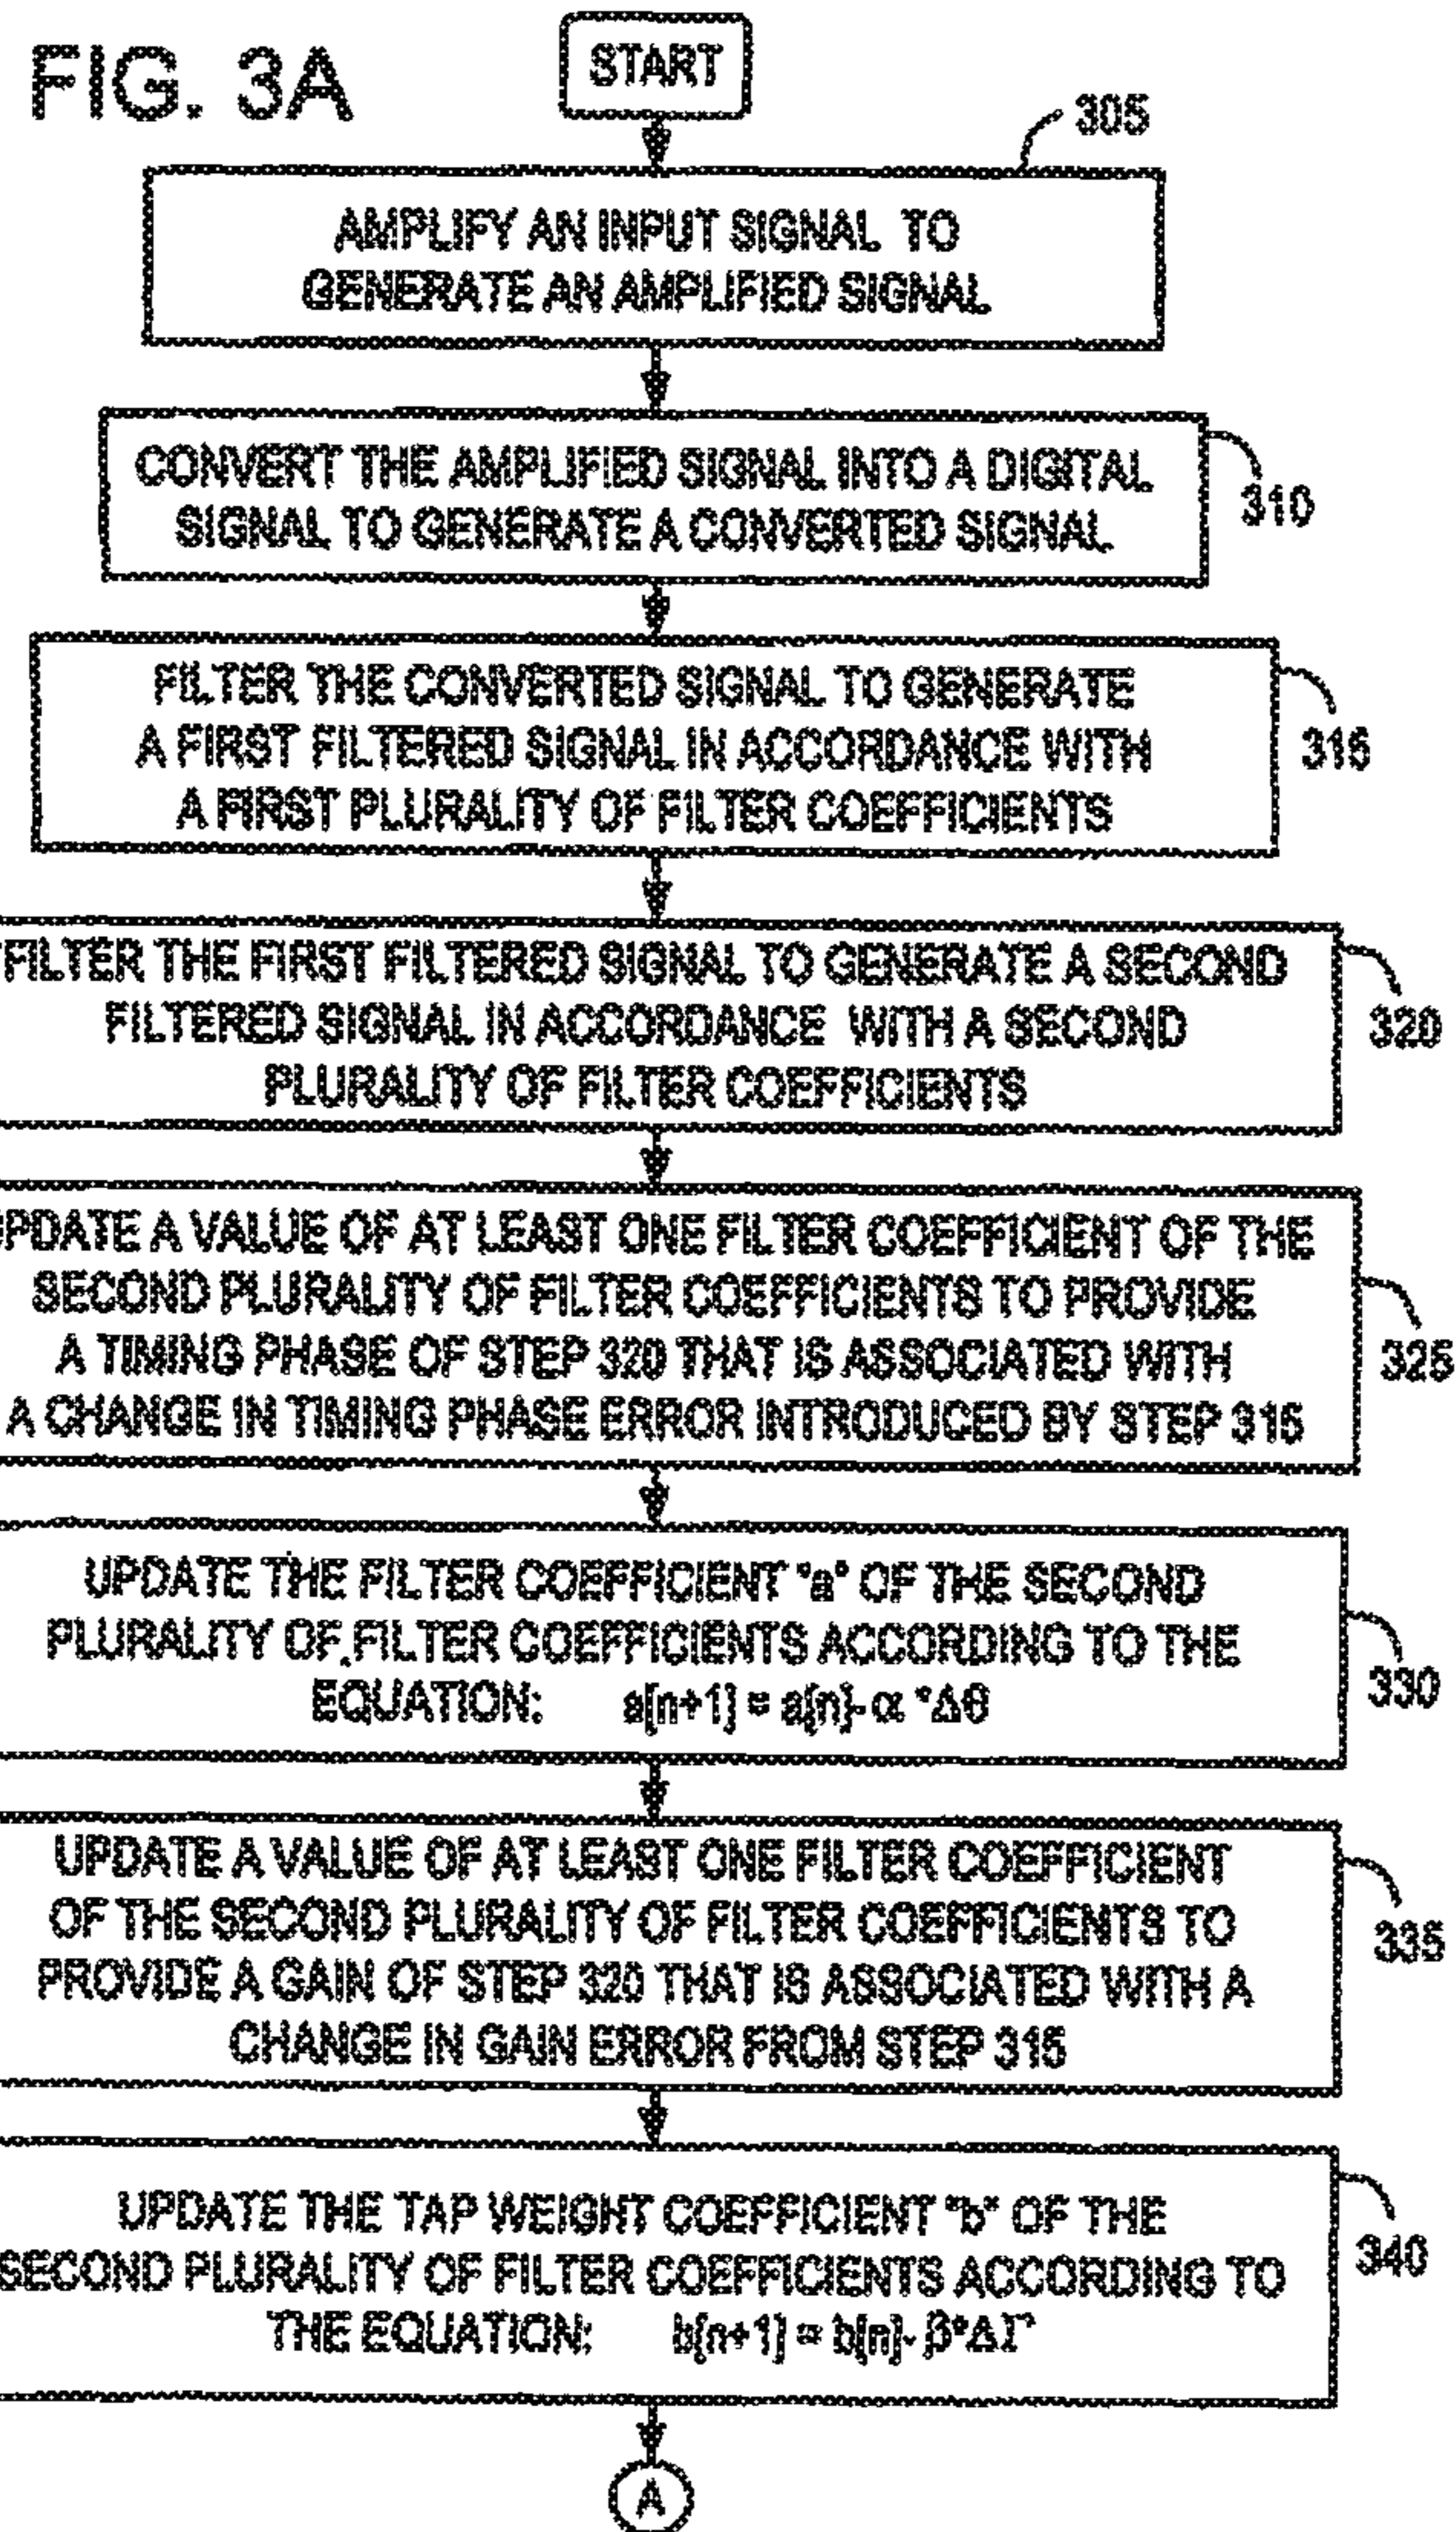 FIG. 3A
START
305
AMPLIFY AN INPUT SIGNAL TO
GENERATE AN AMPLIFIED SIGNAL
CONVERT THE AMPLIFIED SIGNAL INTO A DIGITAL
SIGNAL TO GENERATE A CONVERTED SIGNAL
310
FILTER THE CONVERTED SIGNAL TO GENERATE
A FIRST FILTERED SIGNAL IN ACCORDANCE WITH
A FIRST PLURALITY OF FILTER COEFFICIENTS
315
FILTER THE FIRST FILTERED SIGNAL TO GENERATE A SECOND
FILTERED SIGNAL IN ACCORDANCE WITH A SECOND
PLURALITY OF FILTER COEFFICIENTS
320
PDATE A VALUE OF AT LEAST ONE FILTER COEFFICIENT OF THE
SECOND PLURALITY OF FILTER COEFFICIENTS TO PROVIDE
A TIMING PHASE OF STEP 320 THAT IS ASSOCIATED WITH
A CHANGE IN TIMING PHASE ERROR INTRODUCED BY STEP 315
325
UPDATE THE FILTER COEFFICIENT "a" OF THE SECOND
PLURALITY OF FILTER COEFFICIENTS ACCORDING TO THE
EQUATION: a[n+1] = a[n]- α *Δθ
330
UPDATE A VALUE OF AT LEAST ONE FILTER COEFFICIENT
OF THE SECOND PLURALITY OF FILTER COEFFICIENTS TO
PROVIDE A GAIN OF STEP 320 THAT IS ASSOCIATED WITH A
CHANGE IN GAIN ERROR FROM STEP 315
335
UPDATE THE TAP WEIGHT COEFFICIENT "b" OF THE
SECOND PLURALITY OF FILTER COEFFICIENTS ACCORDING TO
THE EQUATION: b[n+1] = b[n]- β*ΔΓ
340
A